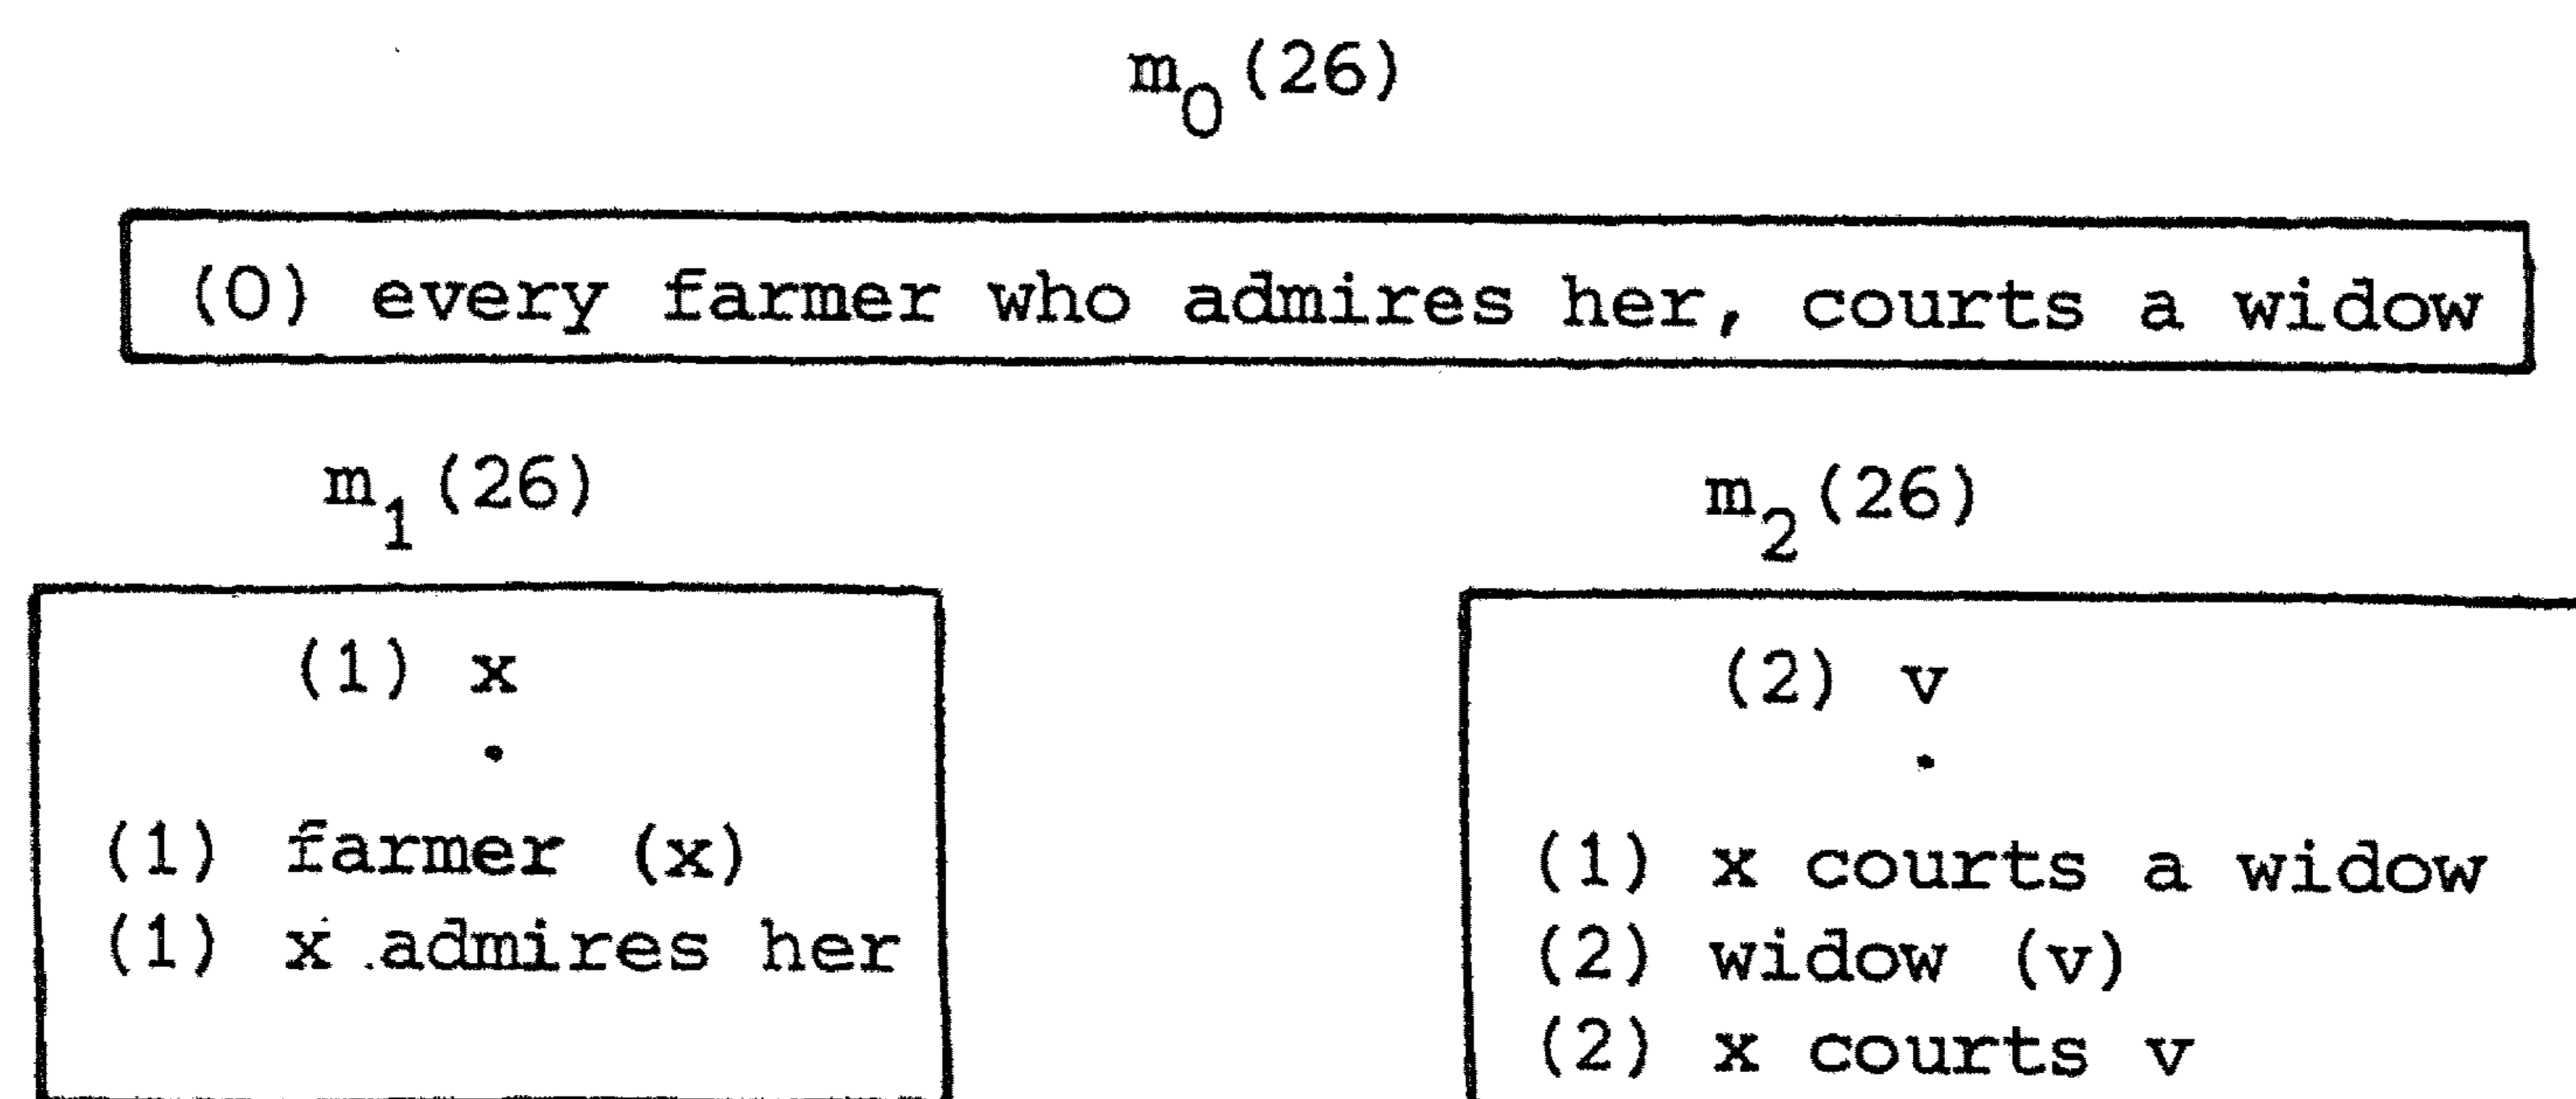 m0 (26)
(0) every farmer who admires her, courts a widow
m1 (26)
m2 (26)
(1) x
(2) v
.
.
(1) farmer (x)
(1) x courts a widow
(1) x admires her
(2) widow (v)
(2) x courts v